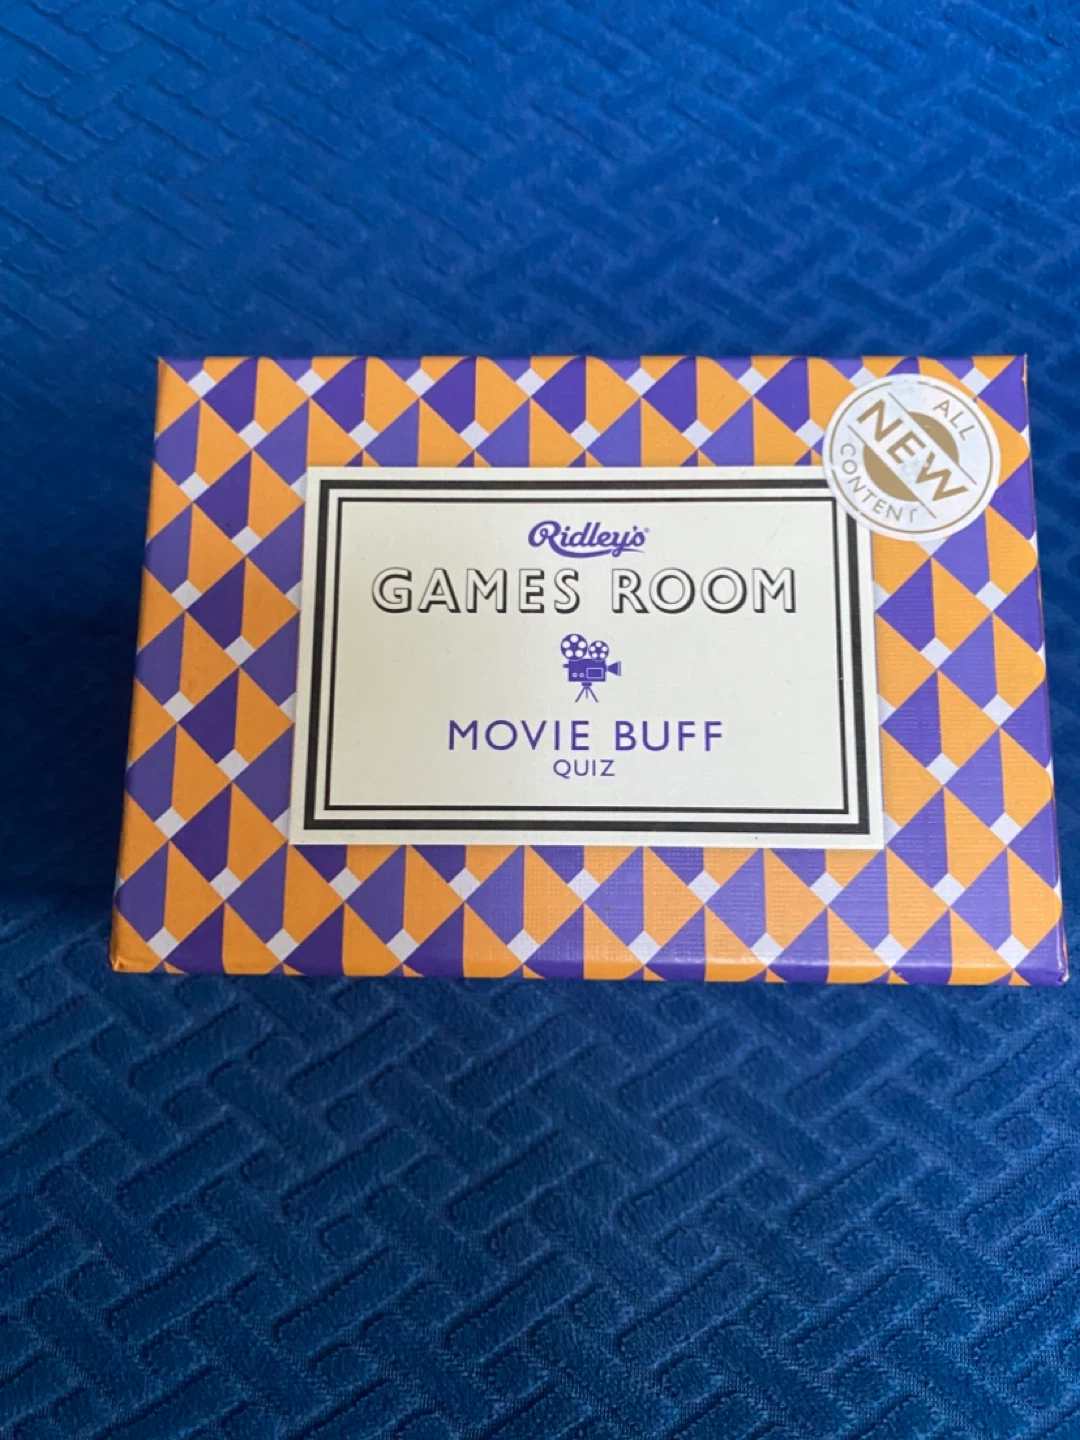 ALL
NEW
CONTENT
Ridley's®
GAMES ROOM
MOVIE BUFF
QUIZ